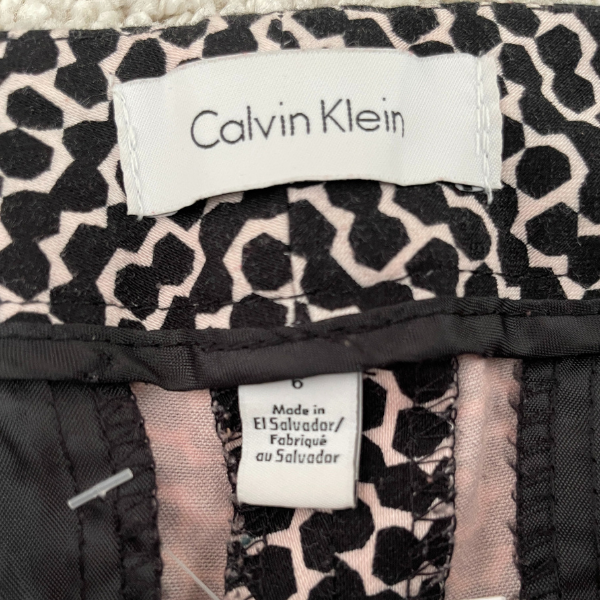 Calvin Klein
6
Made in
El Salvador/
Fabriqué
au Salvador